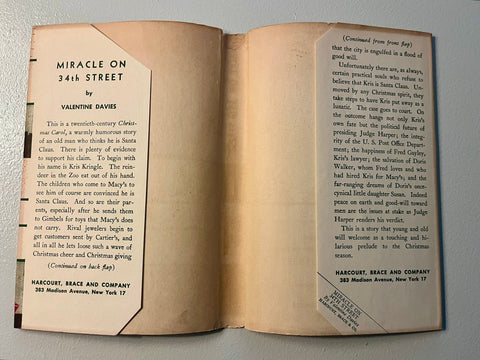 MIRACLE ON
34th STREET
by
VALENTINE DAVIES
This is a twentieth-century Christ-
mas Carol, a warmly humorous story
of an old man who thinks he is Santa
Claus. There is plenty of evidence
to support his claim. To begin with
his name is Kris Kringle. The rein-
deer in the Zoo eat out of his hand.
The children who come to Macy's to
see him of course are convinced he is
Santa Claus. And so are their par-
ents, especially after he sends them
to Gimbels for toys that Macy's does
not carry. Rival jewelers begin to
get customers sent by Cartier's, and
all in all he lets loose such a wave of
Christmas cheer and Christmas giving
(Continued on back flap)
HARCOURT, BRACE AND COMPANY
383 Madison Avenue, New York 17
(Continued from front flap)
that the city is engulfed in a flood of
good will.
Unfortunately there are, as always,
certain practical souls who refuse to
believe that Kris is Santa Claus. Un-
moved by any Christmas spirit, they
take steps to have Kris put away as a
lunatic. The case goes to court. On
the outcome hang not only Kris's
own fate but the political future of
presiding Judge Harper; the integ-
rity of the U. S. Post Office Depart-
ment; the happiness of Fred Gayley,
Kris's lawyer; the salvation of Doris
Walker, whom Fred loves and who
had hired Kris for Macy's; and the
far-ranging dreams of Doris's once-
cynical little daughter Susan. Indeed
peace on earth and good-will toward
men are the issues at stake as Judge
Harper renders his verdict.
This is a story that young and old
will welcome as a touching and hi-
larious prelude to the Christmas
season.
HARCOURT, BRACE AND COMPANY
383 Madison Avenue, New York 17
MIRACLE ON
34TH STREET
By Valentine Davies
HARCOURT, BRACE & CO.